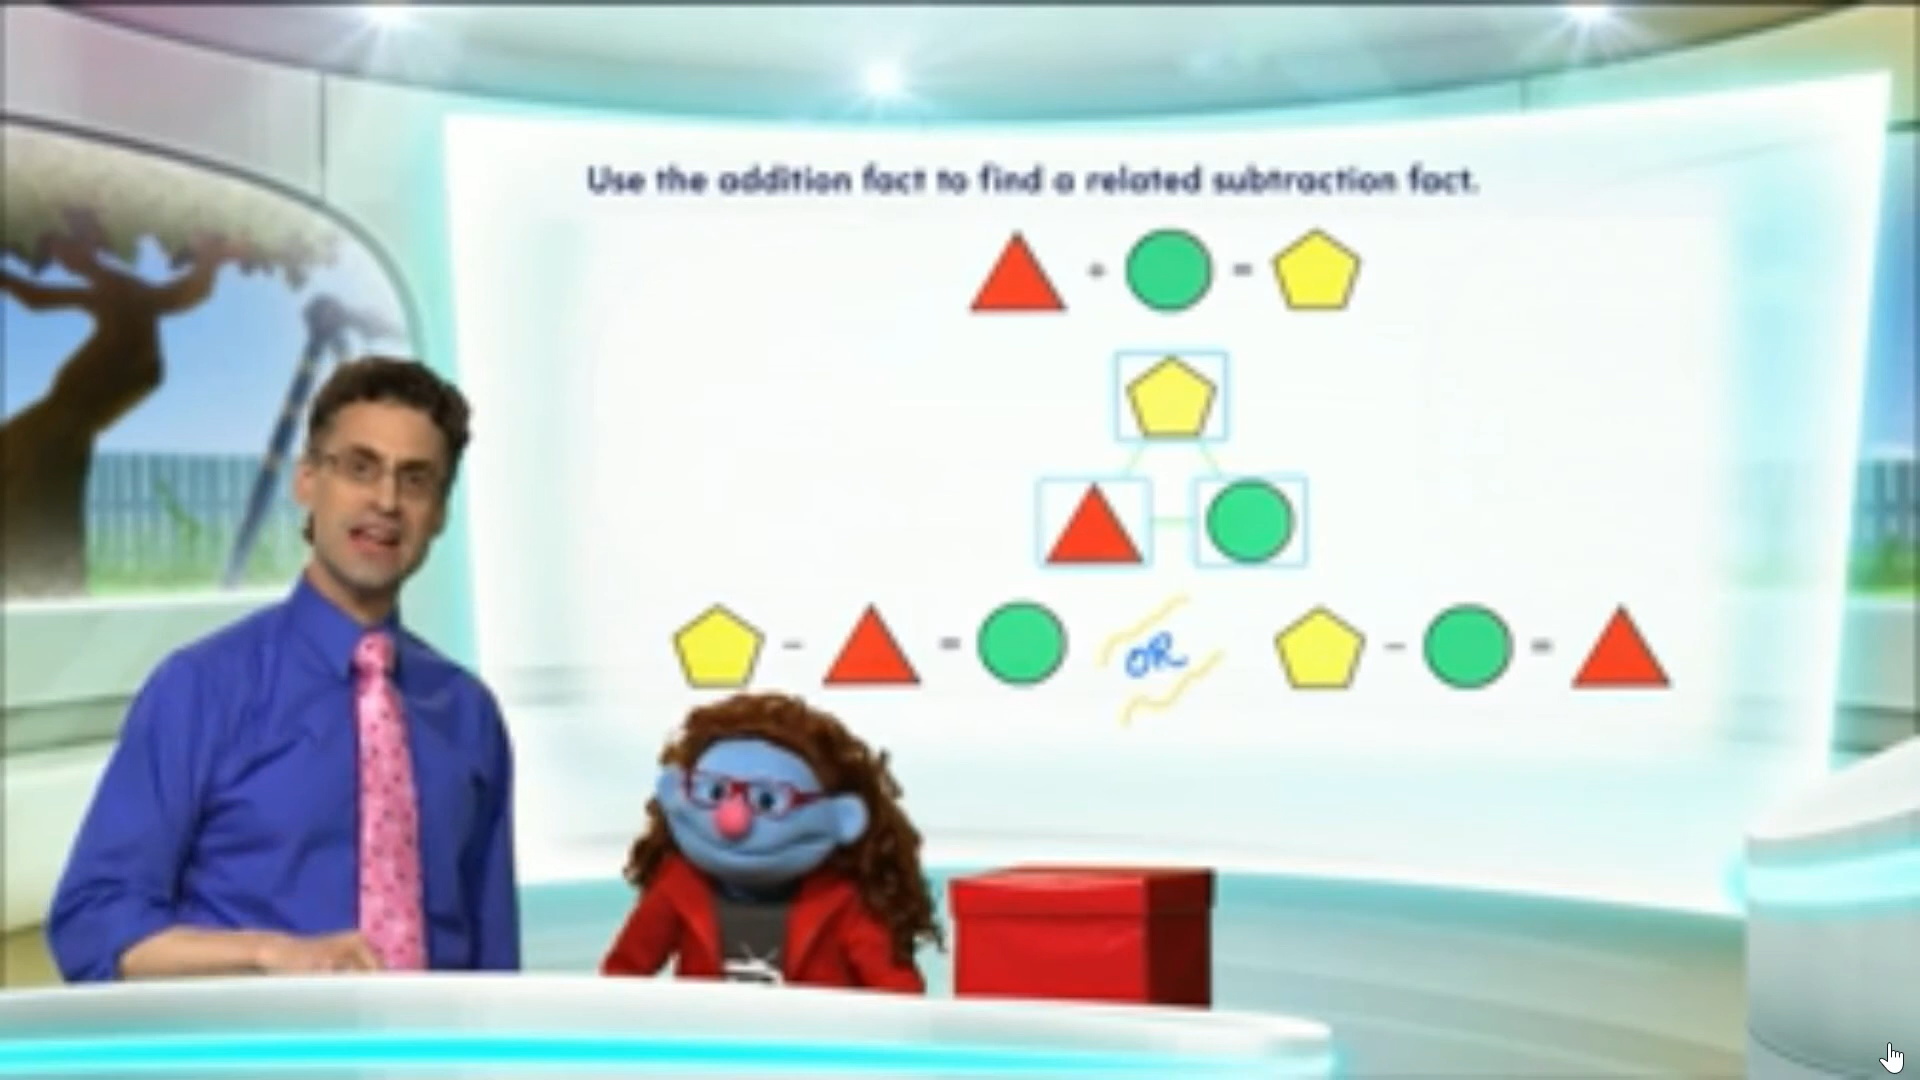 Use the addition fact to find a related subtraction fact.
+ =
- = OR - =